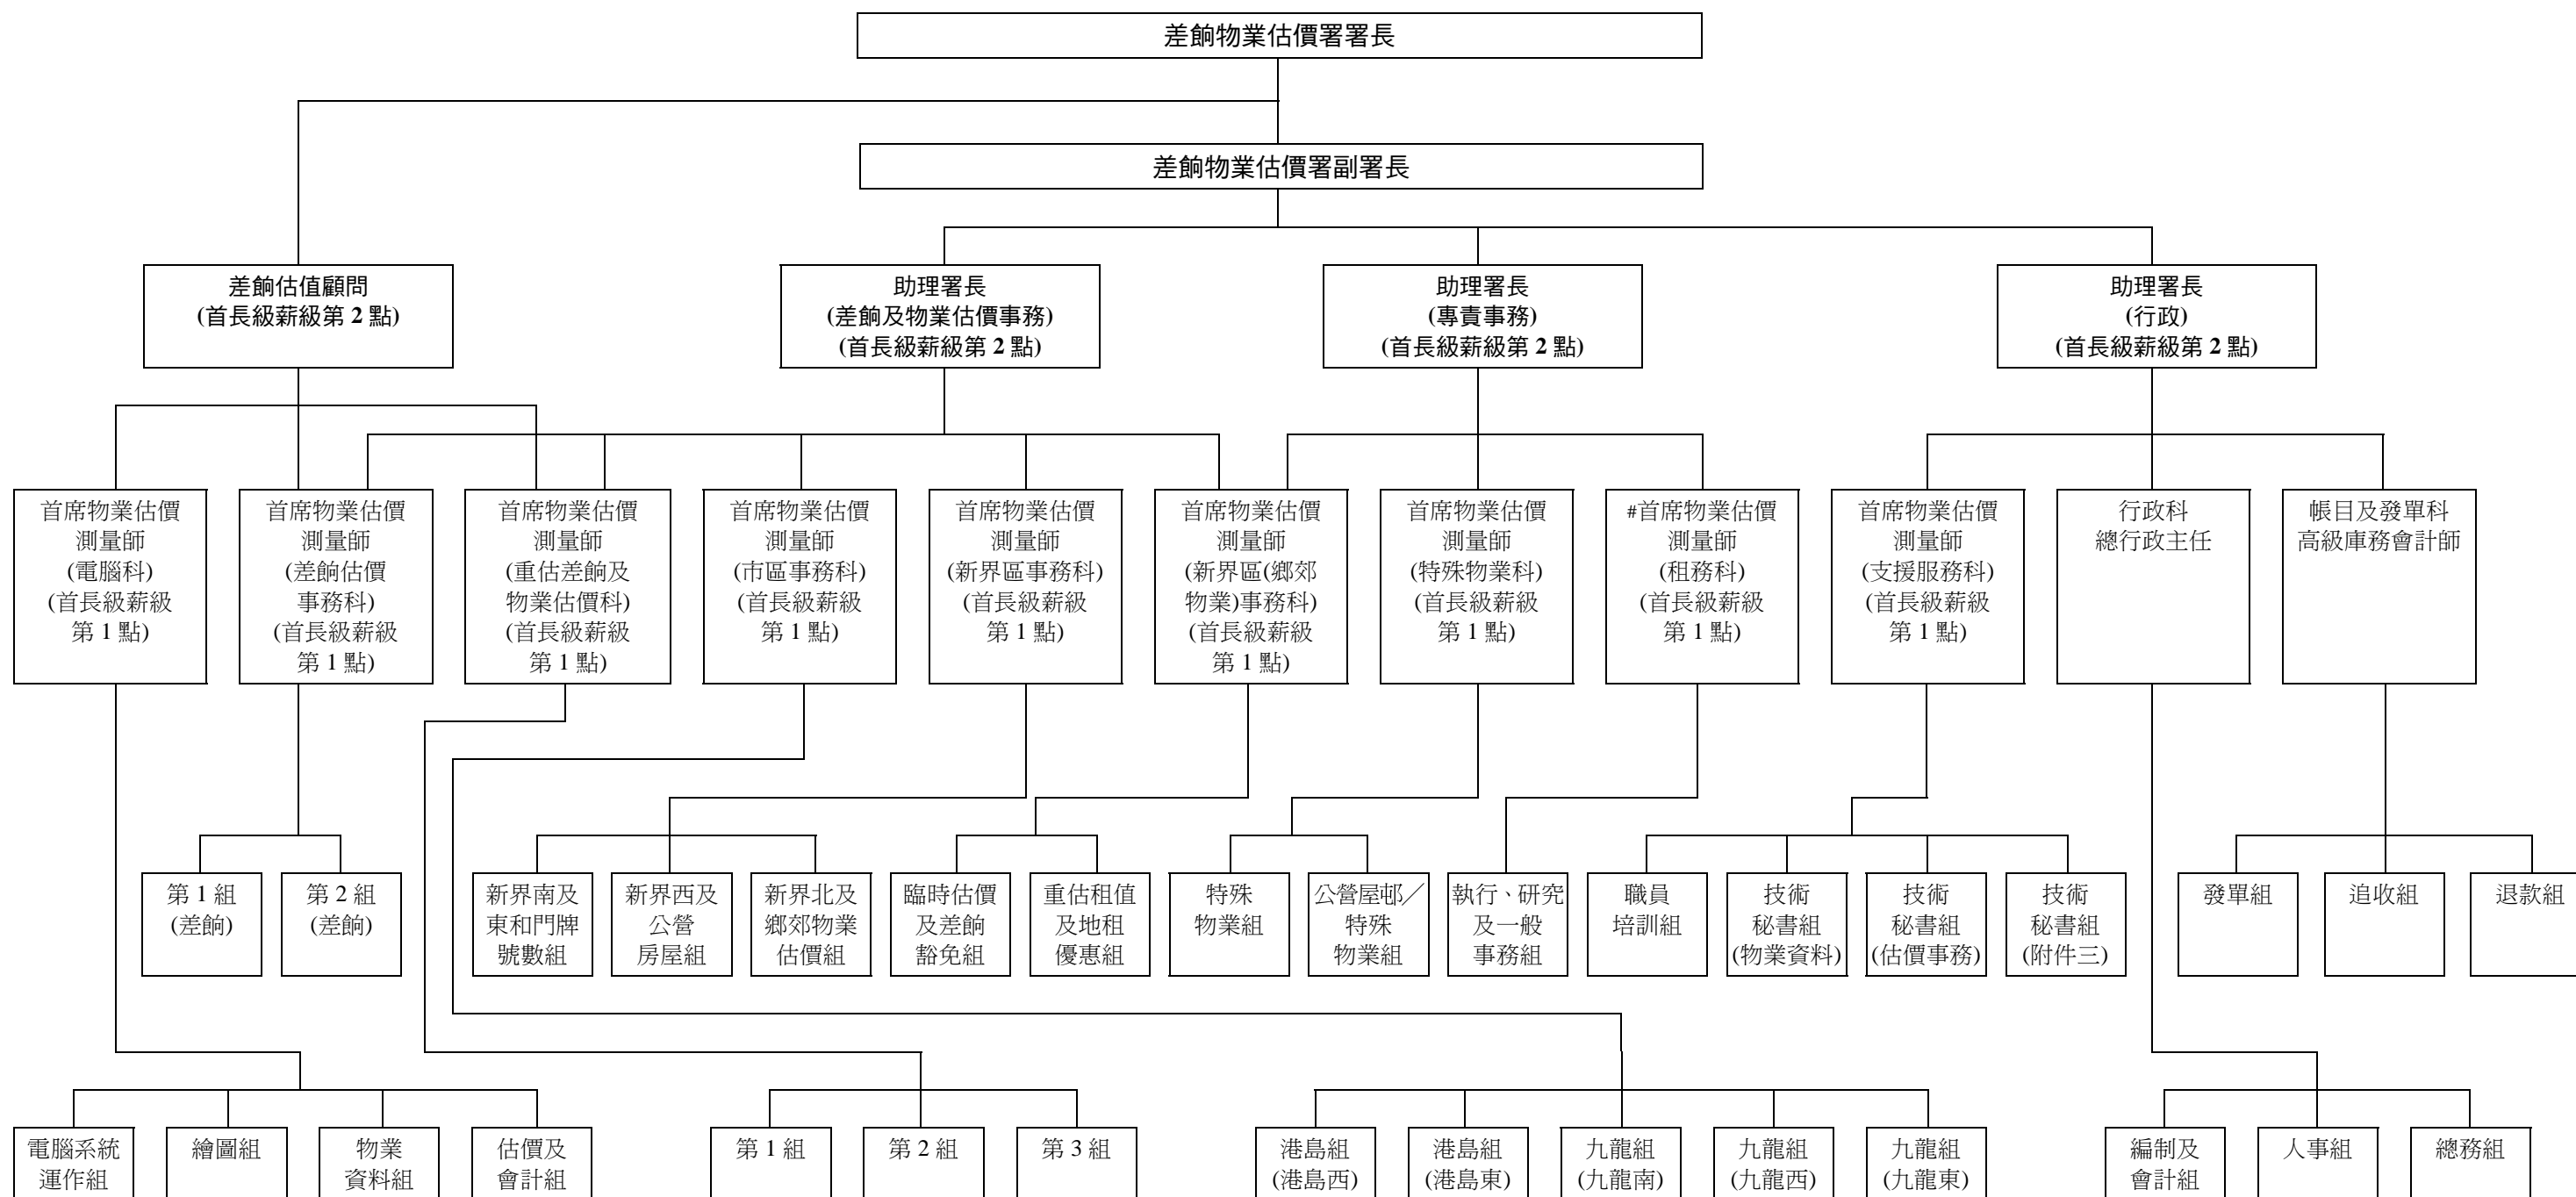 差餉物業估價署署長
差餉物業估價署副署長
差餉估值顧問
(首長級薪級第 2 點)
助理署長
(差餉及物業估價事務)
(首長級薪級第 2 點)
助理署長
(專責事務)
(首長級薪級第 2 點)
助理署長
(行政)
(首長級薪級第 2 點)
首席物業估價
測量師
(電腦科)
(首長級薪級
第 1 點)
首席物業估價
測量師
(差餉估價
事務科)
(首長級薪級
第 1 點)
首席物業估價
測量師
(重估差餉及
物業估價科)
(首長級薪級
第 1 點)
首席物業估價
測量師
(市區事務科)
(首長級薪級
第 1 點)
首席物業估價
測量師
(新界區事務科)
(首長級薪級
第 1 點)
首席物業估價
測量師
(新界區(鄉郊
物業)事務科)
(首長級薪級
第 1 點)
首席物業估價
測量師
(特殊物業科)
(首長級薪級
第 1 點)
#首席物業估價
測量師
(租務科)
(首長級薪級
第 1 點)
首席物業估價
測量師
(支援服務科)
(首長級薪級
第 1 點)
行政科
總行政主任
帳目及發單科
高級庫務會計師
第 1 組
(差餉)
第 2 組
(差餉)
新界南及
東和門牌
號數組
新界西及
公營
房屋組
新界北及
鄉郊物業
估價組
臨時估價
及差餉
豁免組
重估租值
及地租
優惠組
特殊
物業組
公營屋邨／
特殊
物業組
執行、研究
及一般
事務組
職員
培訓組
技術
秘書組
(物業資料)
技術
秘書組
(估價事務)
技術
秘書組
(附件三)
發單組
追收組
退款組
電腦系統
運作組
繪圖組
物業
資料組
估價及
會計組
第 1 組
第 2 組
第 3 組
港島組
(港島西)
港島組
(港島東)
九龍組
(九龍南)
九龍組
(九龍西)
九龍組
(九龍東)
編制及
會計組
人事組
總務組